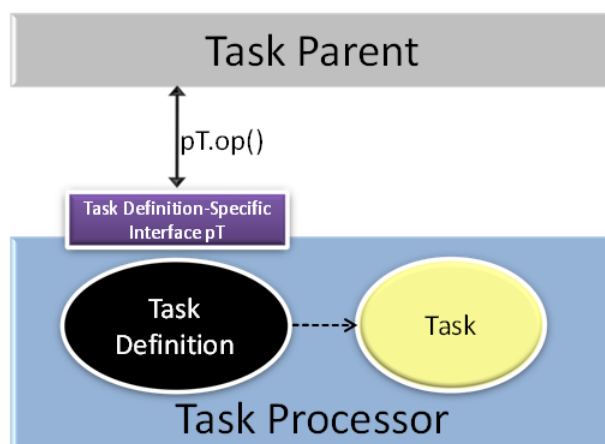 Task Parent
pT.op()
Task Definition-Specific
Interface pT
Task
Definition
Task
Task Processor